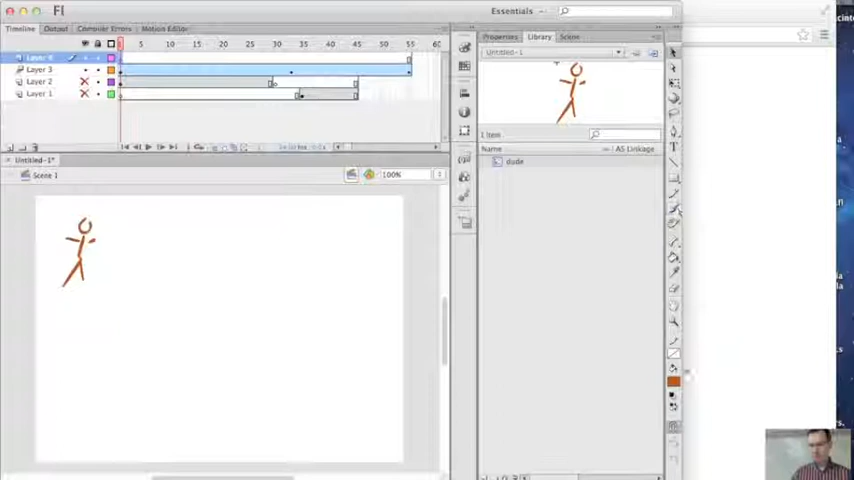 Fl
Essentials
Timeline Output Compiler Errors Motion Editor
5 10 15 20 25 30 35 40 45 50 55 60
Layer 3
Layer 2
Layer 1
Untitled-1*
Scene 1
100%
Properties Library Scene
Untitled-1
1 item
Name AS Linkage
dude